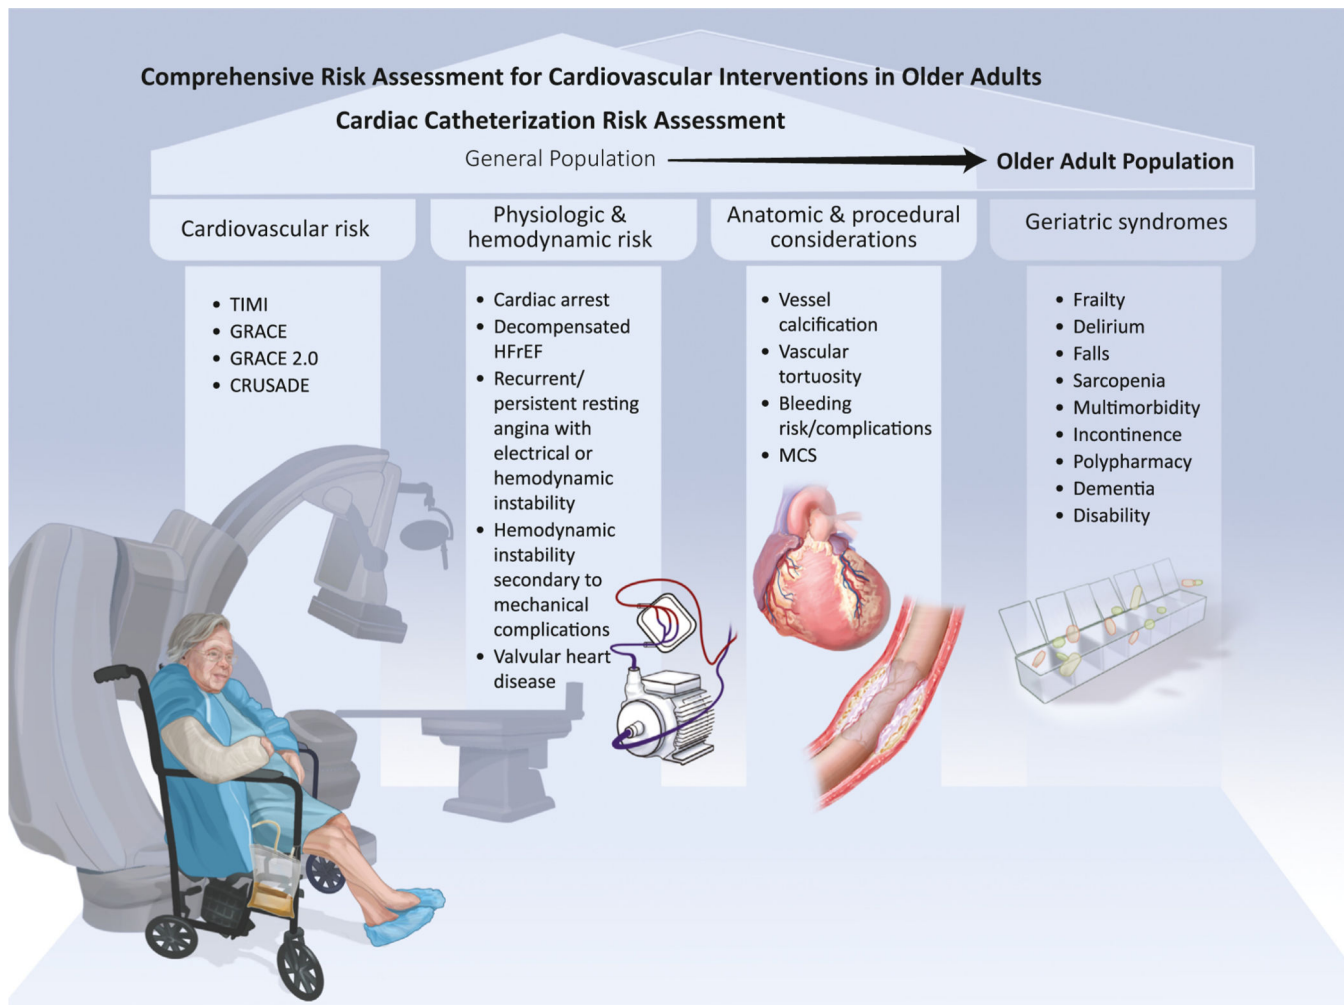 Comprehensive Risk Assessment for Cardiovascular Interventions in Older Adults
Cardiac Catheterization Risk Assessment
General Population
Older Adult Population
Cardiovascular risk
• TIMI
• GRACE
• GRACE 2.0
• CRUSADE
Physiologic &
hemodynamic risk
• Cardiac arrest
• Decompensated
HFrEF
• Recurrent/
persistent resting
angina with
electrical or
hemodynamic
instability
• Hemodynamic
instability
secondary to
mechanical
complications
• Valvular heart
disease
Anatomic & procedural
considerations
• Vessel
calcification
• Vascular
tortuosity
• Bleeding
risk/complications
• MCS
Geriatric syndromes
• Frailty
• Delirium
• Falls
• Sarcopenia
• Multimorbidity
• Incontinence
• Polypharmacy
• Dementia
• Disability